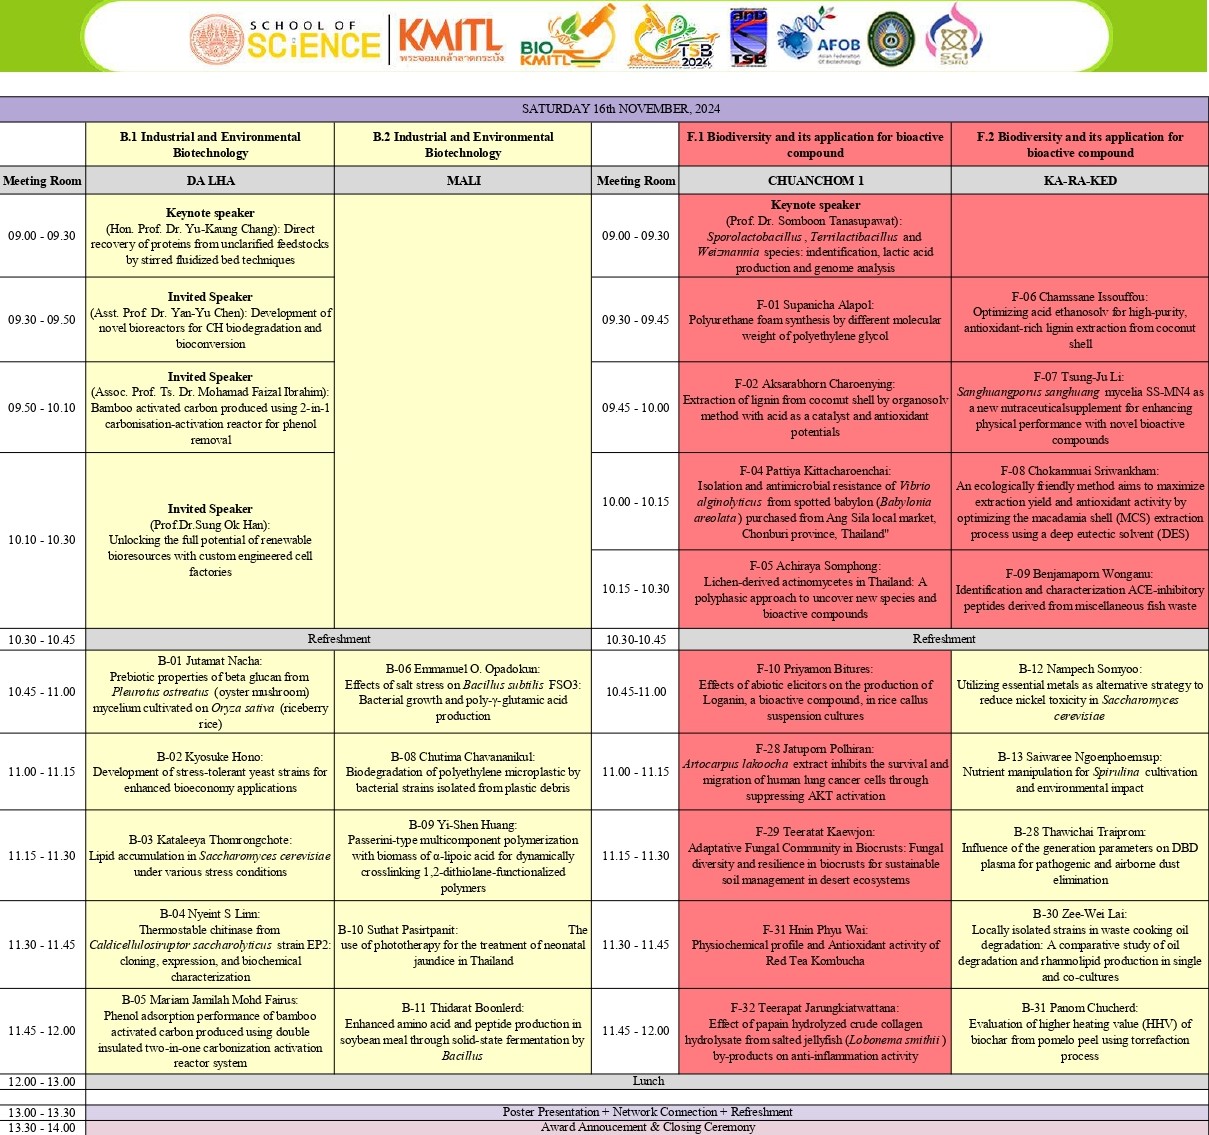 SCHOOL OF
SCiENCE
KMITL
พระจอมเกล้าลาดกระบัง
BIO
KMITL
TSB
2024
TSB
AFOB
Asian Federation
of Biotechnology
SCI
SSRU
SATURDAY 16th NOVEMBER, 2024
B.1 Industrial and Environmental
Biotechnology
B.2 Industrial and Environmental
Biotechnology
F.1 Biodiversity and its application for bioactive
compound
F.2 Biodiversity and its application for
bioactive compound
Meeting Room
DA LHA
MALI
Meeting Room
CHUANCHOM 1
KA-RA-KED
09.00 - 09.30
Keynote speaker
(Hon. Prof. Dr. Yu-Kaung Chang): Direct
recovery of proteins from unclarified feedstocks
by stirred fluidized bed techniques
09.00 - 09.30
Keynote speaker
(Prof. Dr. Somboon Tanasupawat):
Sporolactobacillus , Terrilactibacillus and
Weizmannia species: indentification, lactic acid
production and genome analysis
09.30 - 09.50
Invited Speaker
(Asst. Prof. Dr. Yan-Yu Chen): Development of
novel bioreactors for CH biodegradation and
bioconversion
09.30 - 09.45
F-01 Supanicha Alapol:
Polyurethane foam synthesis by different molecular
weight of polyethylene glycol
F-06 Chamssane Issouffou:
Optimizing acid ethanosolv for high-purity,
antioxidant-rich lignin extraction from coconut
shell
09.50 - 10.10
Invited Speaker
(Assoc. Prof. Ts. Dr. Mohamad Faizal Ibrahim):
Bamboo activated carbon produced using 2-in-1
carbonisation-activation reactor for phenol
removal
09.45 - 10.00
F-02 Aksarabhorn Charoenying:
Extraction of lignin from coconut shell by organosolv
method with acid as a catalyst and antioxidant
potentials
F-07 Tsung-Ju Li:
Sanghuangporus sanghuang mycelia SS-MN4 as
a new nutraceuticalsupplement for enhancing
physical performance with novel bioactive
compounds
10.10 - 10.30
Invited Speaker
(Prof.Dr.Sung Ok Han):
Unlocking the full potential of renewable
bioresources with custom engineered cell
factories
10.00 - 10.15
F-04 Pattiya Kittacharoenchai:
Isolation and antimicrobial resistance of Vibrio
alginolyticus from spotted babylon (Babylonia
areolata ) purchased from Ang Sila local market,
Chonburi province, Thailand"
F-08 Chokamnuai Sriwankham:
An ecologically friendly method aims to maximize
extraction yield and antioxidant activity by
optimizing the macadamia shell (MCS) extraction
process using a deep eutectic solvent (DES)
10.15 - 10.30
F-05 Achiraya Somphong:
Lichen-derived actinomycetes in Thailand: A
polyphasic approach to uncover new species and
bioactive compounds
F-09 Benjamaporn Wonganu:
Identification and characterization ACE-inhibitory
peptides derived from miscellaneous fish waste
10.30 - 10.45
Refreshment
10.30-10.45
Refreshment
10.45 - 11.00
B-01 Jutamat Nacha:
Prebiotic properties of beta glucan from
Pleurotus ostreatus (oyster mushroom)
mycelium cultivated on Oryza sativa (riceberry
rice)
B-06 Emmanuel O. Opadokun:
Effects of salt stress on Bacillus subtilis FSO3:
Bacterial growth and poly-γ-glutamic acid
production
10.45-11.00
F-10 Priyamon Bitures:
Effects of abiotic elicitors on the production of
Loganin, a bioactive compound, in rice callus
suspension cultures
B-12 Nampech Somyoo:
Utilizing essential metals as alternative strategy to
reduce nickel toxicity in Saccharomyces
cerevisiae
11.00 - 11.15
B-02 Kyosuke Hono:
Development of stress-tolerant yeast strains for
enhanced bioeconomy applications
B-08 Chutima Chavananikul:
Biodegradation of polyethylene microplastic by
bacterial strains isolated from plastic debris
11.00 - 11.15
F-28 Jatuporn Polhiran:
Artocarpus lakoocha extract inhibits the survival and
migration of human lung cancer cells through
suppressing AKT activation
B-13 Saiwaree Ngoenphoemsup:
Nutrient manipulation for Spirulina cultivation
and environmental impact
11.15 - 11.30
B-03 Kataleeya Thomrongchote:
Lipid accumulation in Saccharomyces cerevisiae
under various stress conditions
B-09 Yi-Shen Huang:
Passerini-type multicomponent polymerization
with biomass of α-lipoic acid for dynamically
crosslinking 1,2-dithiolane-functionalized
polymers
11.15 - 11.30
F-29 Teeratat Kaewjon:
Adaptative Fungal Community in Biocrusts: Fungal
diversity and resilience in biocrusts for sustainable
soil management in desert ecosystems
B-28 Thawichai Traiprom:
Influence of the generation parameters on DBD
plasma for pathogenic and airborne dust
elimination
11.30 - 11.45
B-04 Nyeint S Linn:
Thermostable chitinase from
Caldicellulosiruptor saccharolyticus strain EP2:
cloning, expression, and biochemical
characterization
B-10 Suthat Pasirtpanit: The
use of phototherapy for the treatment of neonatal
jaundice in Thailand
11.30 - 11.45
F-31 Hnin Phyu Wai:
Physiochemical profile and Antioxidant activity of
Red Tea Kombucha
B-30 Zee-Wei Lai:
Locally isolated strains in waste cooking oil
degradation: A comparative study of oil
degradation and rhamnolipid production in single
and co-cultures
11.45 - 12.00
B-05 Mariam Jamilah Mohd Fairus:
Phenol adsorption performance of bamboo
activated carbon produced using double
insulated two-in-one carbonization activation
reactor system
B-11 Thidarat Boonlerd:
Enhanced amino acid and peptide production in
soybean meal through solid-state fermentation by
Bacillus
11.45 - 12.00
F-32 Teerapat Jarungkiatwattana:
Effect of papain hydrolyzed crude collagen
hydrolysate from salted jellyfish (Lobonema smithii )
by-products on anti-inflammation activity
B-31 Panom Chucherd:
Evaluation of higher heating value (HHV) of
biochar from pomelo peel using torrefaction
process
12.00 - 13.00
Lunch
13.00 - 13.30
Poster Presentation + Network Connection + Refreshment
13.30 - 14.00
Award Annoucement & Closing Ceremony